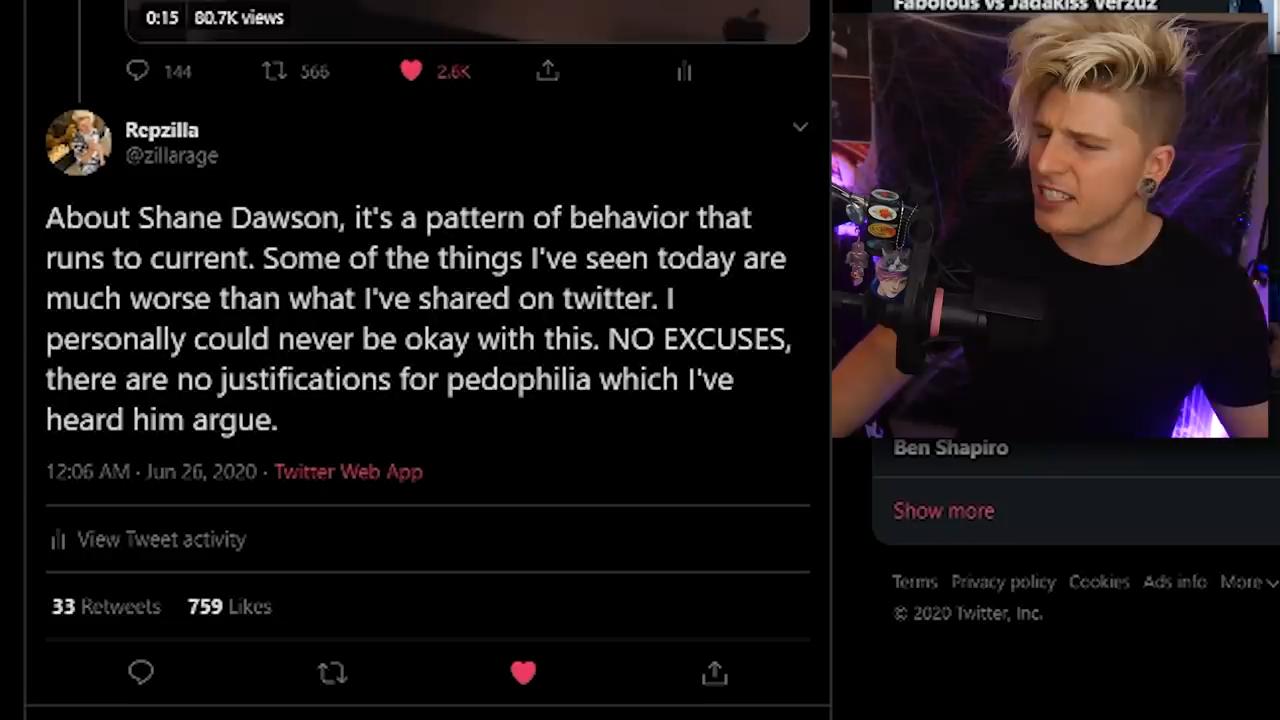 Fabolous vs Jadakiss Verzuz
0:15 80.7K views
144 566 2.6K
Repzilla
@zillarage
About Shane Dawson, it's a pattern of behavior that
runs to current. Some of the things I've seen today are
much worse than what I've shared on twitter. I
personally could never be okay with this. NO EXCUSES,
there are no justifications for pedophilia which I've
heard him argue.
12:06 AM · Jun 26, 2020 · Twitter Web App
View Tweet activity
33 Retweets 759 Likes
Ben Shapiro
Show more
Terms Privacy policy Cookies Ads info More
© 2020 Twitter, Inc.